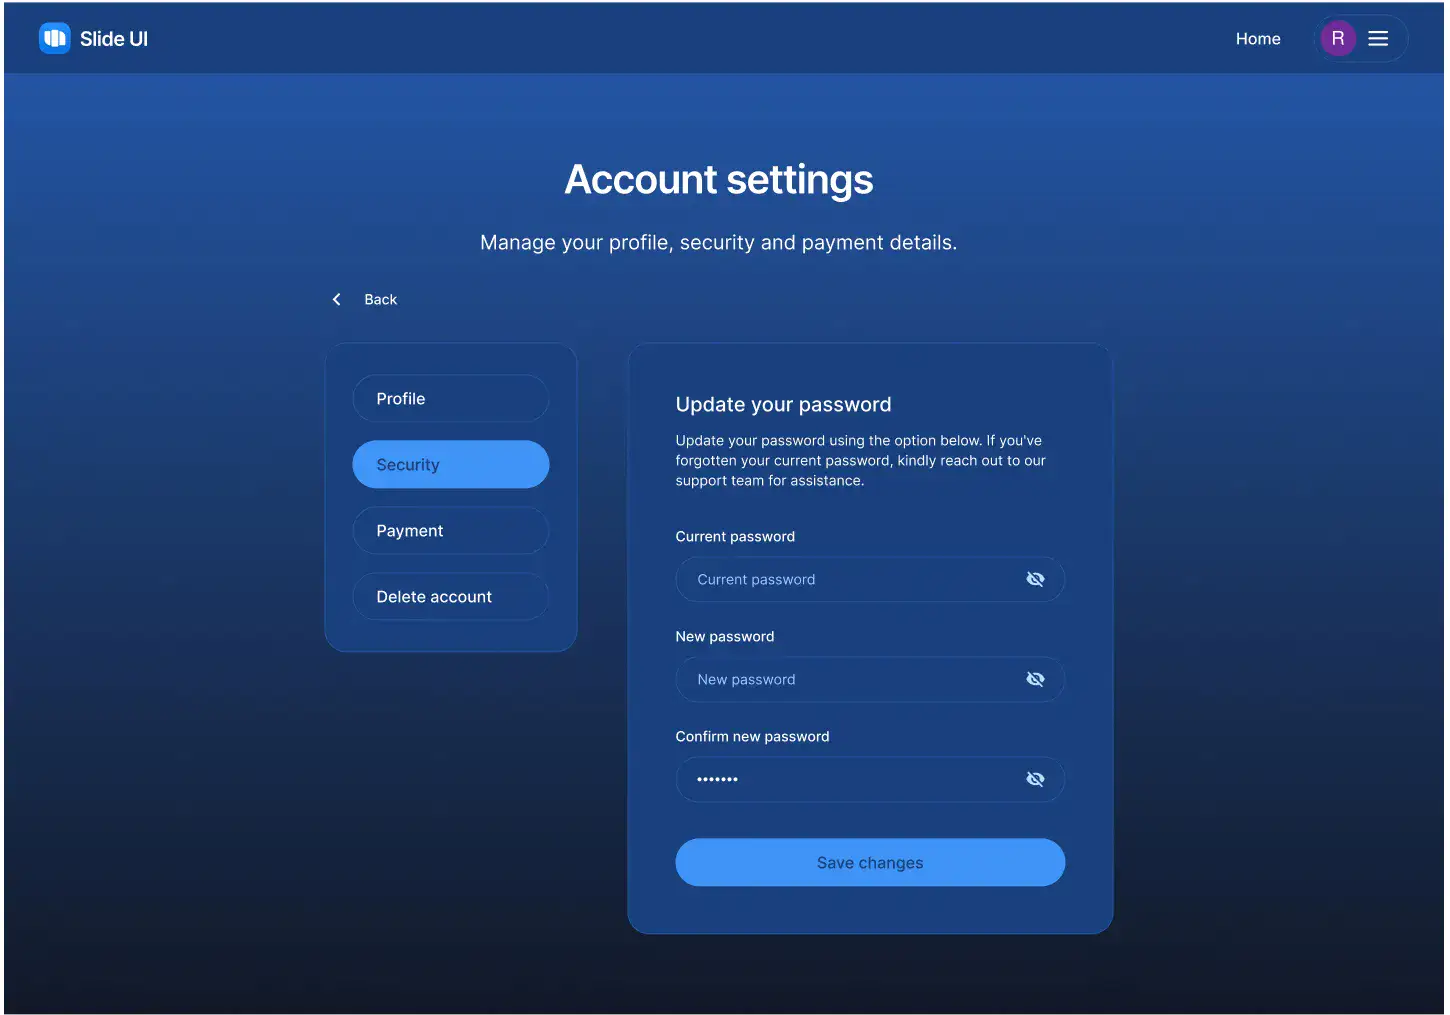 Slide UI
Home
R
Account settings
Manage your profile, security and payment details.
Back
Profile
Security
Payment
Delete account
Update your password
Update your password using the option below. If you've
forgotten your current password, kindly reach out to our
support team for assistance.
Current password
Current password
New password
New password
Confirm new password
•••••••
Save changes